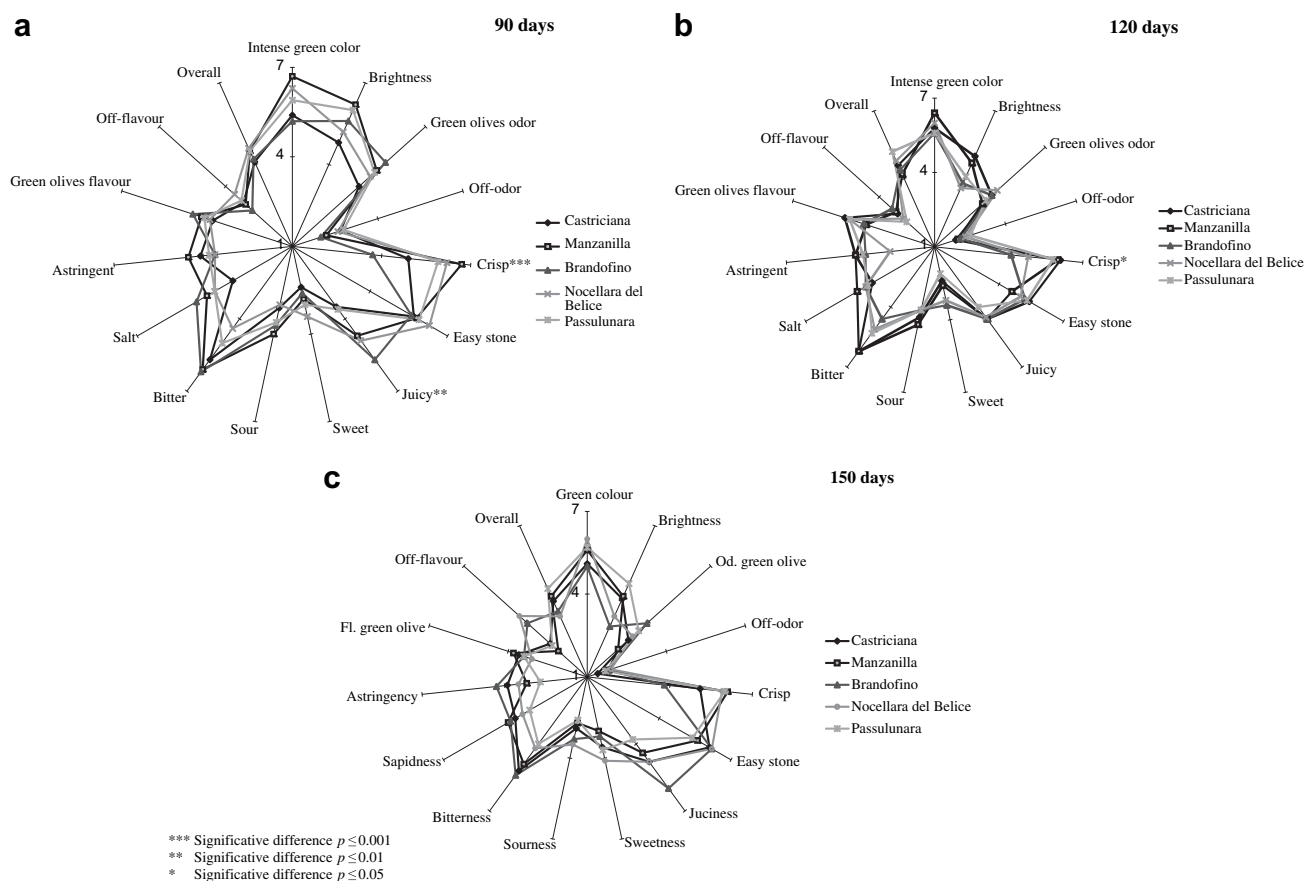 a
90 days
Intense green color
7
Brightness
Overall
Off-flavour
Green olives odor
4
Green olives flavour
Off-odor
1
Astringent
Crisp***
Salt
Easy stone
Bitter
Juicy**
Sour
Sweet
Castriciana
Manzanilla
Brandofino
Nocellara del
Belice
Passulunara
b
120 days
Intense green color
7
Overall
Brightness
Off-flavour
Green olives odor
4
Green olives flavour
Off-odor
1
Astringent
Crisp*
Salt
Easy stone
Bitter
Juicy
Sour
Sweet
Castriciana
Manzanilla
Brandofino
Nocellara del Belice
Passulunara
c
150 days
Green colour
7
Overall
Brightness
Off-flavour
Od. green olive
4
Fl. green olive
Off-odor
1
Astringency
Crisp
Sapidness
Easy stone
Bitterness
Juciness
Sourness
Sweetness
Castriciana
Manzanilla
Brandofino
Nocellara del Belice
Passulunara
*** Significative difference p ≤0.001
** Significative difference p ≤0.01
* Significative difference p ≤0.05